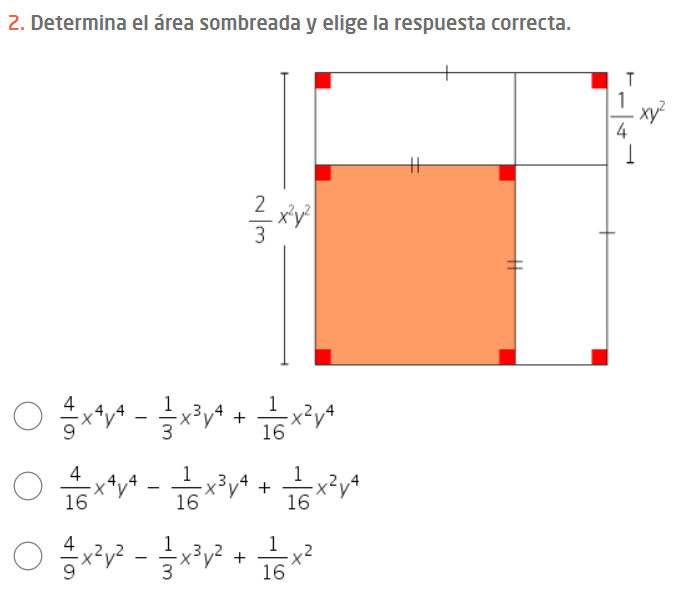 2. Determina el área sombreada y elige la respuesta correcta.
1/4 xy²
2/3 x²y²
4/9 x⁴y⁴ − 1/3 x³y⁴ + 1/16 x²y⁴
4/16 x⁴y⁴ − 1/16 x³y⁴ + 1/16 x²y⁴
4/9 x²y² − 1/3 x³y² + 1/16 x²